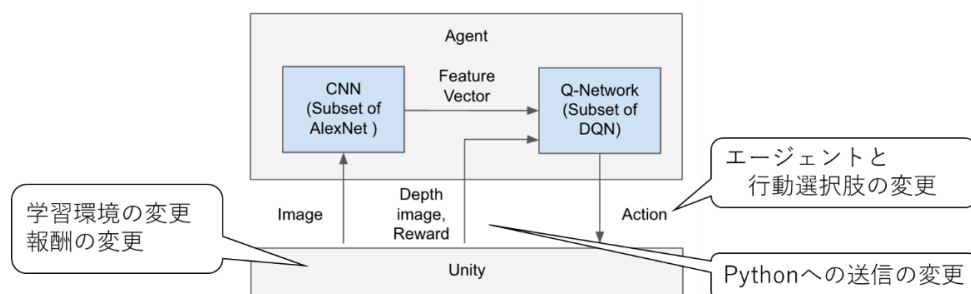 Agent
CNN
(Subset of
AlexNet )
Feature
Vector
Q-Network
(Subset of
DQN)
エージェントと
行動選択肢の変更
学習環境の変更
報酬の変更
Image
Depth
image,
Reward
Action
Unity
Pythonへの送信の変更